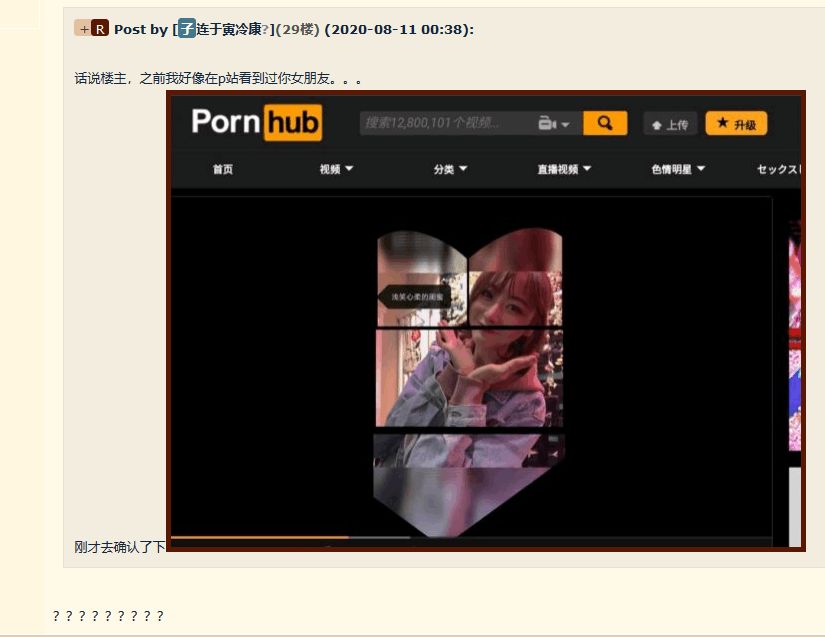 + R Post by [子连于寅冷康?](29楼) (2020-08-11 00:38):
话说楼主，之前我好像在p站看到过你女朋友。。。
Porn hub
搜索12,800,101个视频...
上传
升级
首页 视频 分类 直播视频 色情明星 セックス
浅笑心柔的闺蜜
刚才去确认了下
？？？？？？？？？